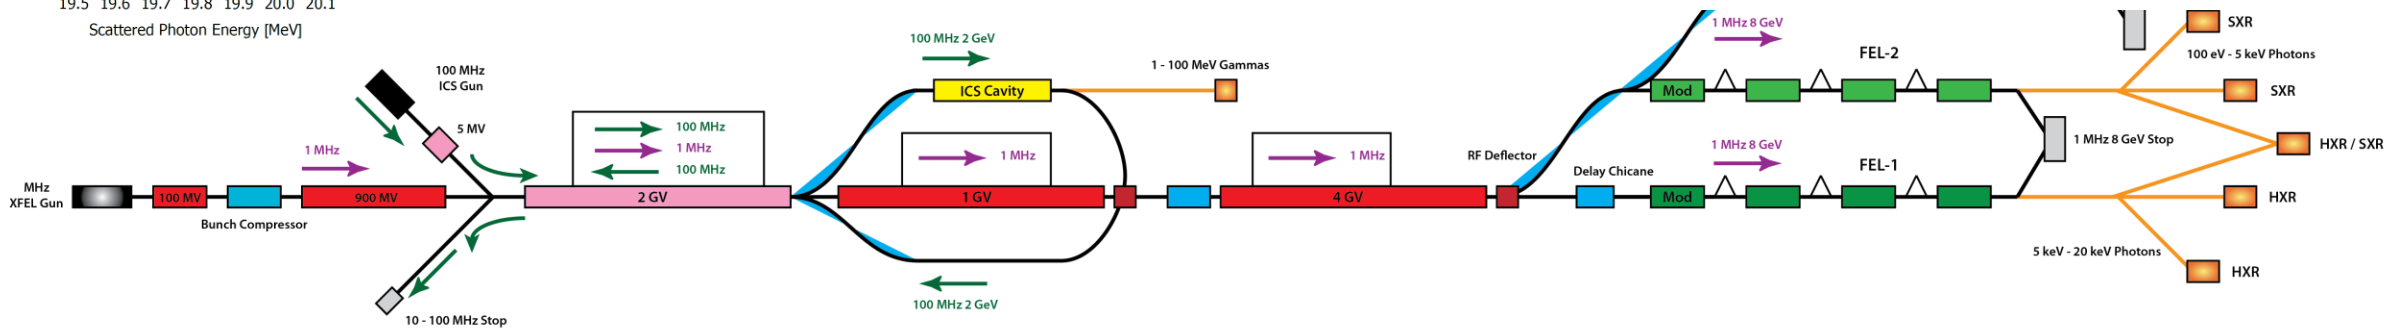 19.5 19.6 19.7 19.8 19.9 20.0 20.1
Scattered Photon Energy [MeV]
100 MHz
ICS Gun
5 MV
1 MHz
MHz
XFEL Gun
100 MV
Bunch Compressor
900 MV
10 - 100 MHz Stop
100 MHz
1 MHz
100 MHz
2 GV
100 MHz 2 GeV
ICS Cavity
1 - 100 MeV Gammas
1 MHz
1 GV
100 MHz 2 GeV
1 MHz
4 GV
RF Deflector
Delay Chicane
1 MHz 8 GeV
FEL-2
Mod
1 MHz 8 GeV
FEL-1
Mod
1 MHz 8 GeV Stop
SXR
100 eV - 5 keV Photons
SXR
HXR / SXR
HXR
5 keV - 20 keV Photons
HXR